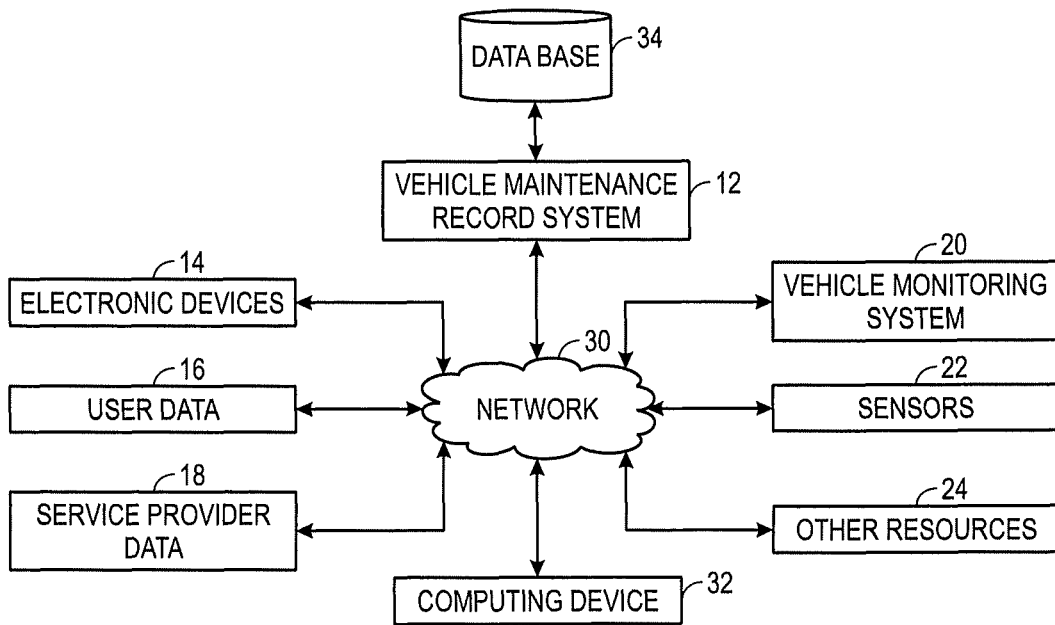 DATA BASE
34
VEHICLE MAINTENANCE
RECORD SYSTEM
12
14
ELECTRONIC DEVICES
20
VEHICLE MONITORING
SYSTEM
30
NETWORK
16
USER DATA
22
SENSORS
18
SERVICE PROVIDER
DATA
24
OTHER RESOURCES
COMPUTING DEVICE
32